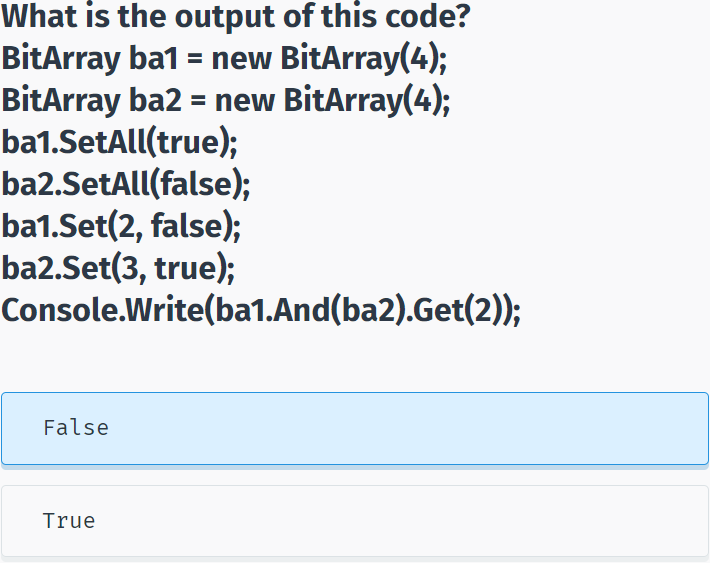 What is the output of this code?
BitArray ba1 = new BitArray(4);
BitArray ba2 = new BitArray(4);
ba1.SetAll(true);
ba2.SetAll(false);
ba1.Set(2, false);
ba2.Set(3, true);
Console.Write(ba1.And(ba2).Get(2));
False
True